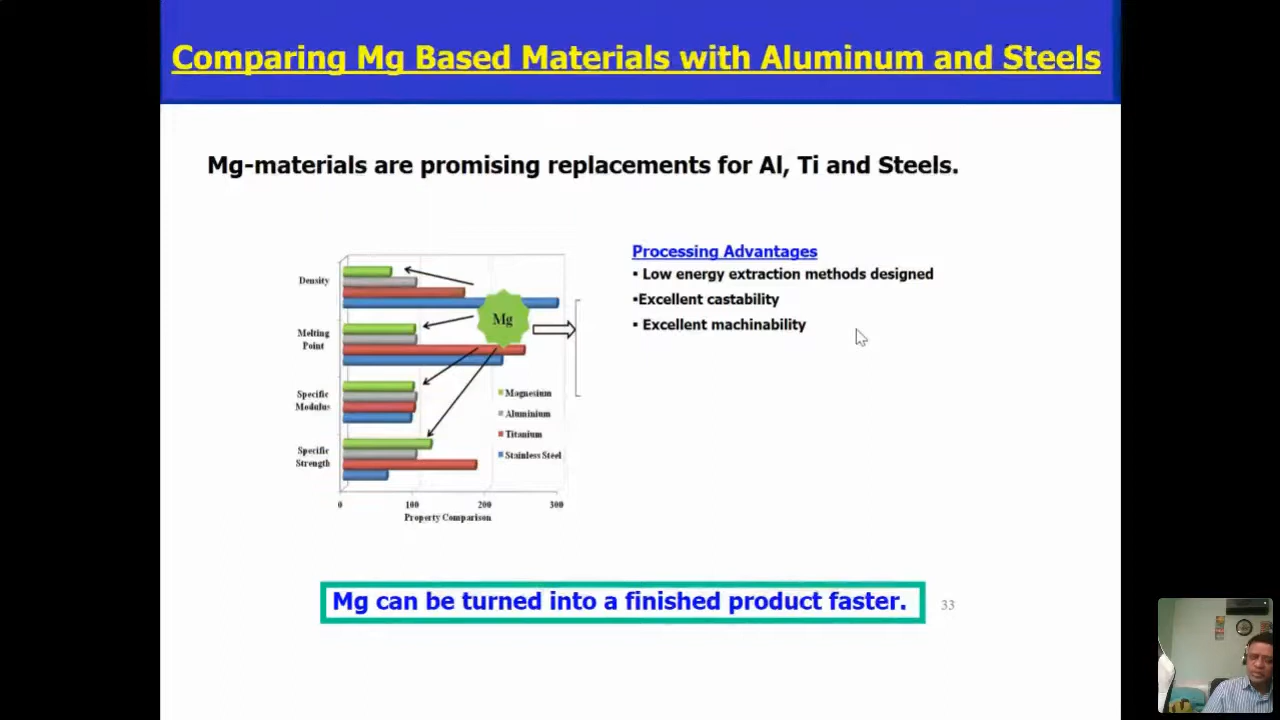 Comparing Mg Based Materials with Aluminum and Steels
Mg-materials are promising replacements for Al, Ti and Steels.
Density
Melting
Point
Specific
Modulus
Specific
Strength
Mg
Magnesium
Aluminium
Titanium
Stainless Steel
0 100 200 300
Property Comparison
Processing Advantages
▪ Low energy extraction methods designed
▪Excellent castability
▪ Excellent machinability
Mg can be turned into a finished product faster.
33